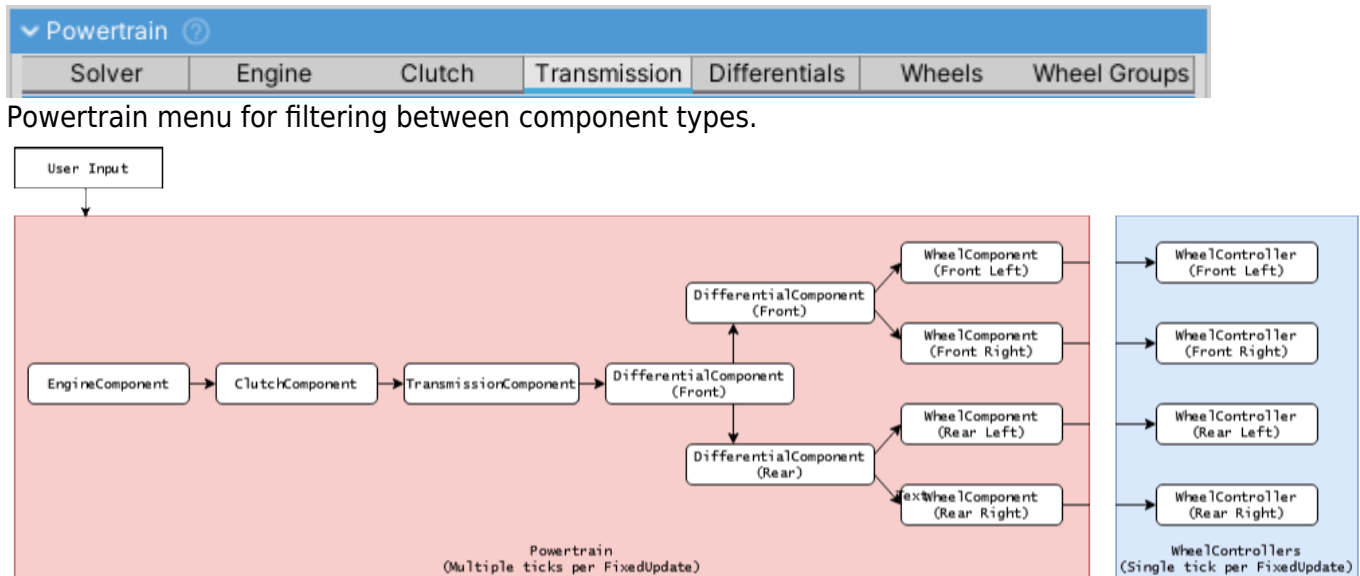 Powertrain ?
Solver Engine Clutch Transmission Differentials Wheels Wheel Groups
Powertrain menu for filtering between component types.
User Input
WheelComponent
(Front Left)
WheelController
(Front Left)
DifferentialComponent
(Front)
WheelComponent
(Front Right)
WheelController
(Front Right)
EngineComponent
ClutchComponent
TransmissionComponent
DifferentialComponent
(Front)
WheelComponent
(Rear Left)
WheelController
(Rear Left)
DifferentialComponent
(Rear)
Text
WheelComponent
(Rear Right)
WheelController
(Rear Right)
Powertrain
(Multiple ticks per FixedUpdate)
WheelControllers
(Single tick per FixedUpdate)